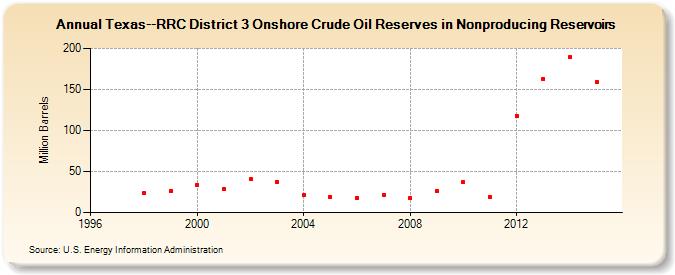 Annual Texas--RRC District 3 Onshore Crude Oil Reserves in Nonproducing Reservoirs
Million Barrels
200
150
100
50
0
1996 2000 2004 2008 2012
Source: U.S. Energy Information Administration